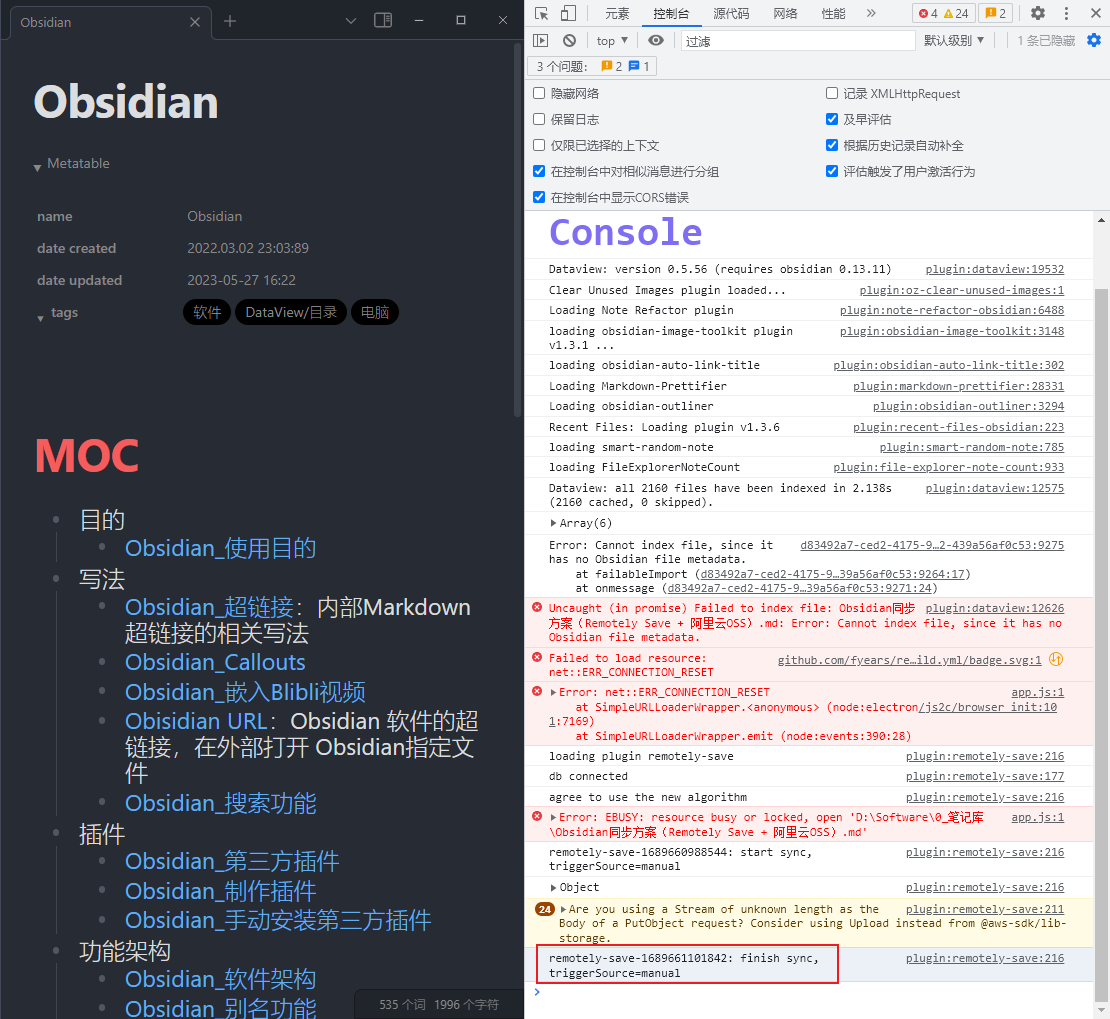 Obsidian
Obsidian
Metatable
name Obsidian
date created 2022.03.02 23:03:89
date updated 2023-05-27 16:22
tags 软件 DataView/目录 电脑
MOC
目的
Obsidian_使用目的
写法
Obsidian_超链接：内部Markdown
超链接的相关写法
Obsidian_Callouts
Obsidian_嵌入Blibli视频
Obisidian URL：Obsidian 软件的超
链接，在外部打开 Obsidian指定文
件
Obsidian_搜索功能
插件
Obsidian_第三方插件
Obsidian_制作插件
Obsidian_手动安装第三方插件
功能架构
Obsidian_软件架构
Obsidian_别名功能
535 个词 1996 个字符
元素 控制台 源代码 网络 性能 » 4 24 2
top 过滤 默认级别 1 条已隐藏
3 个问题: 2 1
隐藏网络 记录 XMLHttpRequest
保留日志 及早评估
仅限已选择的上下文 根据历史记录自动补全
在控制台中对相似消息进行分组 评估触发了用户激活行为
在控制台中显示CORS错误
Console
Dataview: version 0.5.56 (requires obsidian 0.13.11) plugin:dataview:19532
Clear Unused Images plugin loaded... plugin:oz-clear-unused-images:1
Loading Note Refactor plugin plugin:note-refactor-obsidian:6488
loading obsidian-image-toolkit plugin plugin:obsidian-image-toolkit:3148
v1.3.1 ...
loading obsidian-auto-link-title plugin:obsidian-auto-link-title:302
Loading Markdown-Prettifier plugin:markdown-prettifier:28331
Loading obsidian-outliner plugin:obsidian-outliner:3294
Recent Files: Loading plugin v1.3.6 plugin:recent-files-obsidian:223
loading smart-random-note plugin:smart-random-note:785
loading FileExplorerNoteCount plugin:file-explorer-note-count:933
Dataview: all 2160 files have been indexed in 2.138s plugin:dataview:12575
(2160 cached, 0 skipped).
Array(6)
Error: Cannot index file, since it d83492a7-ced2-4175-9…2-439a56af0c53:9275
has no Obsidian file metadata.
at failableImport (d83492a7-ced2-4175-9…39a56af0c53:9264:17)
at onmessage (d83492a7-ced2-4175-9…39a56af0c53:9271:24)
Uncaught (in promise) Failed to index file: Obsidian同步 plugin:dataview:12626
方案（Remotely Save + 阿里云OSS）.md: Error: Cannot index file, since it has no
Obsidian file metadata.
Failed to load resource: github.com/fyears/re…ild.yml/badge.svg:1
net::ERR_CONNECTION_RESET
Error: net::ERR_CONNECTION_RESET app.js:1
at SimpleURLLoaderWrapper.<anonymous> (node:electron/js2c/browser_init:10
1:7169)
at SimpleURLLoaderWrapper.emit (node:events:390:28)
loading plugin remotely-save plugin:remotely-save:216
db connected plugin:remotely-save:177
agree to use the new algorithm plugin:remotely-save:216
Error: EBUSY: resource busy or locked, open 'D:\Software\0_笔记库 app.js:1
\Obsidian同步方案（Remotely Save + 阿里云OSS）.md'
remotely-save-1689660988544: start sync, plugin:remotely-save:216
triggerSource=manual
Object plugin:remotely-save:216
24 Are you using a Stream of unknown length as the plugin:remotely-save:211
Body of a PutObject request? Consider using Upload instead from @aws-sdk/lib-
storage.
remotely-save-1689661101842: finish sync, plugin:remotely-save:216
triggerSource=manual